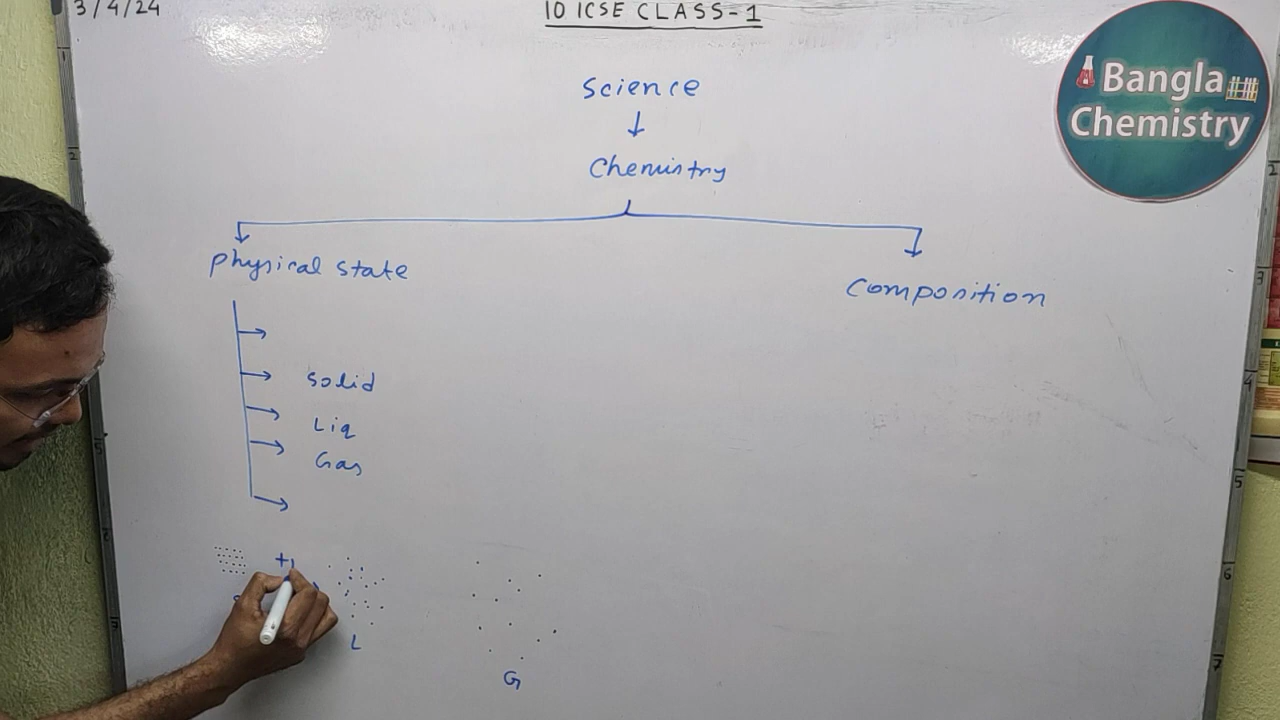 3/4/24
10 ICSE CLASS-1
Bangla
Chemistry
Science
Chemistry
Physical state
Composition
Solid
Liq
Gas
L
G